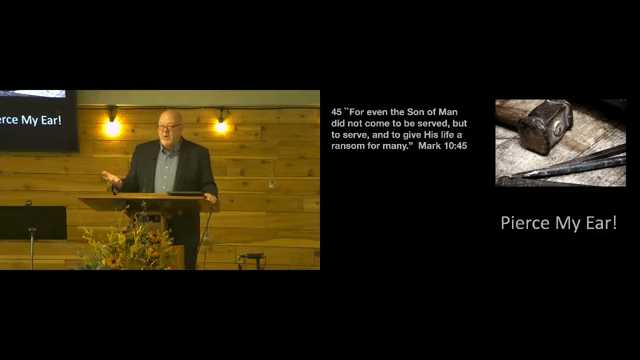 erce My Ear!
45 "For even the Son of Man
did not come to be served, but
to serve, and to give His life a
ransom for many." Mark 10:45
Pierce My Ear!